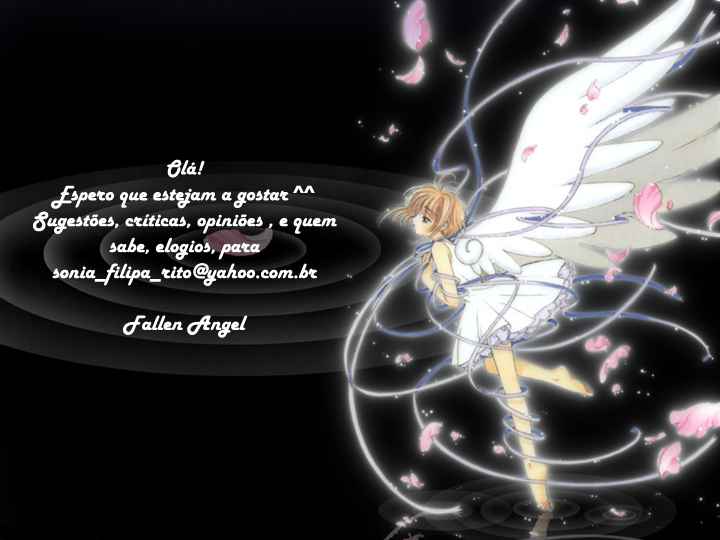 Olá!
Espero que estejam a gostar ^^
Sugestões, críticas, opiniões , e quem
sabe, elogios, para
sonia_filipa_rito@yahoo.com.br
Fallen Angel